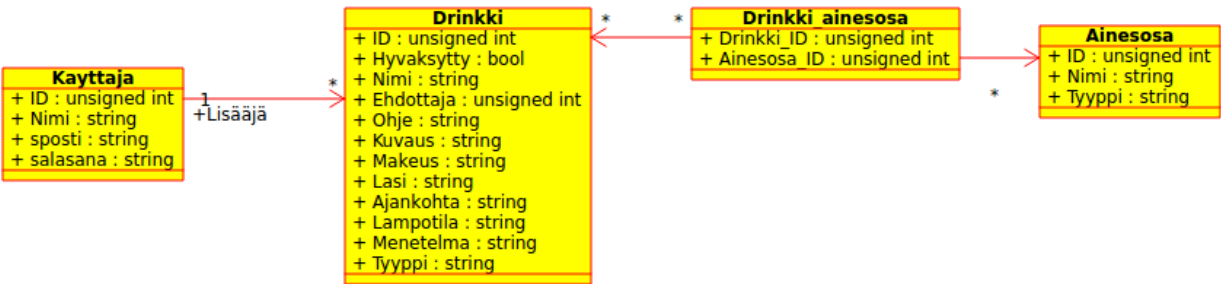 Kayttaja
+ ID : unsigned int
+ Nimi : string
+ sposti : string
+ salasana : string
1
+Lisääjä
*
Drinkki
+ ID : unsigned int
+ Hyvaksytty : bool
+ Nimi : string
+ Ehdottaja : unsigned int
+ Ohje : string
+ Kuvaus : string
+ Makeus : string
+ Lasi : string
+ Ajankohta : string
+ Lampotila : string
+ Menetelma : string
+ Tyyppi : string
*
*
Drinkki_ainesosa
+ Drinkki_ID : unsigned int
+ Ainesosa_ID : unsigned int
*
Ainesosa
+ ID : unsigned int
+ Nimi : string
+ Tyyppi : string